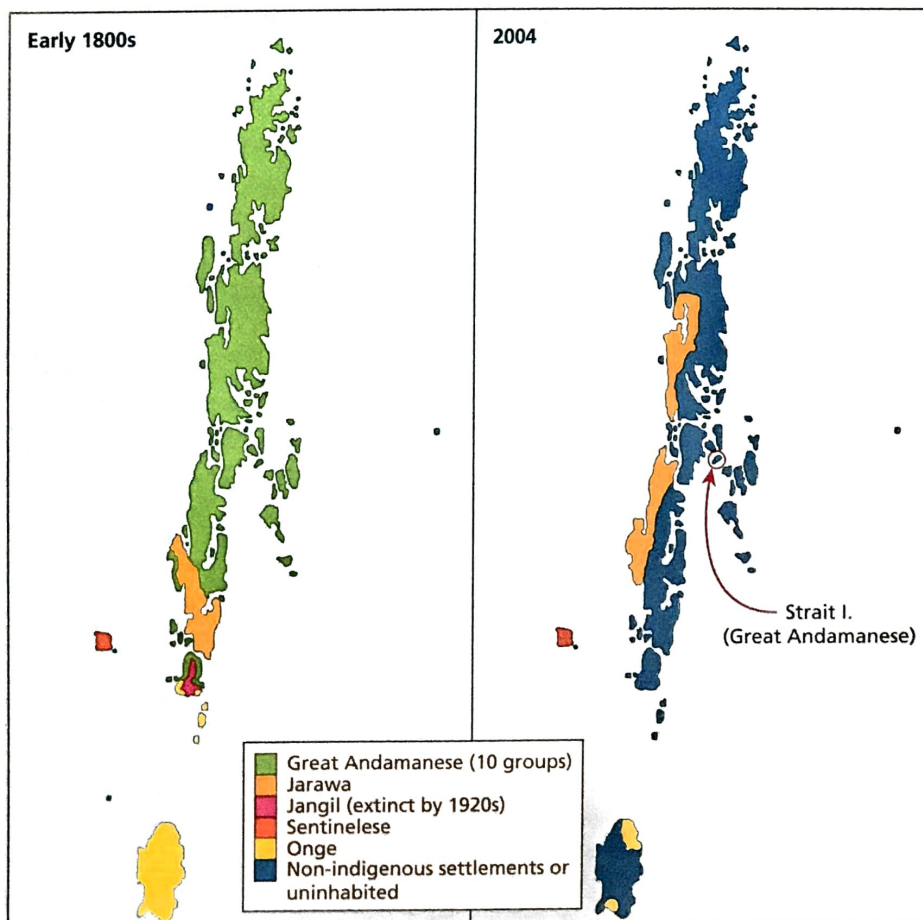 Early 1800s
2004
Strait I.
(Great Andamanese)
Great Andamanese (10 groups)
Jarawa
Jangil (extinct by 1920s)
Sentinelese
Onge
Non-indigenous settlements or
uninhabited